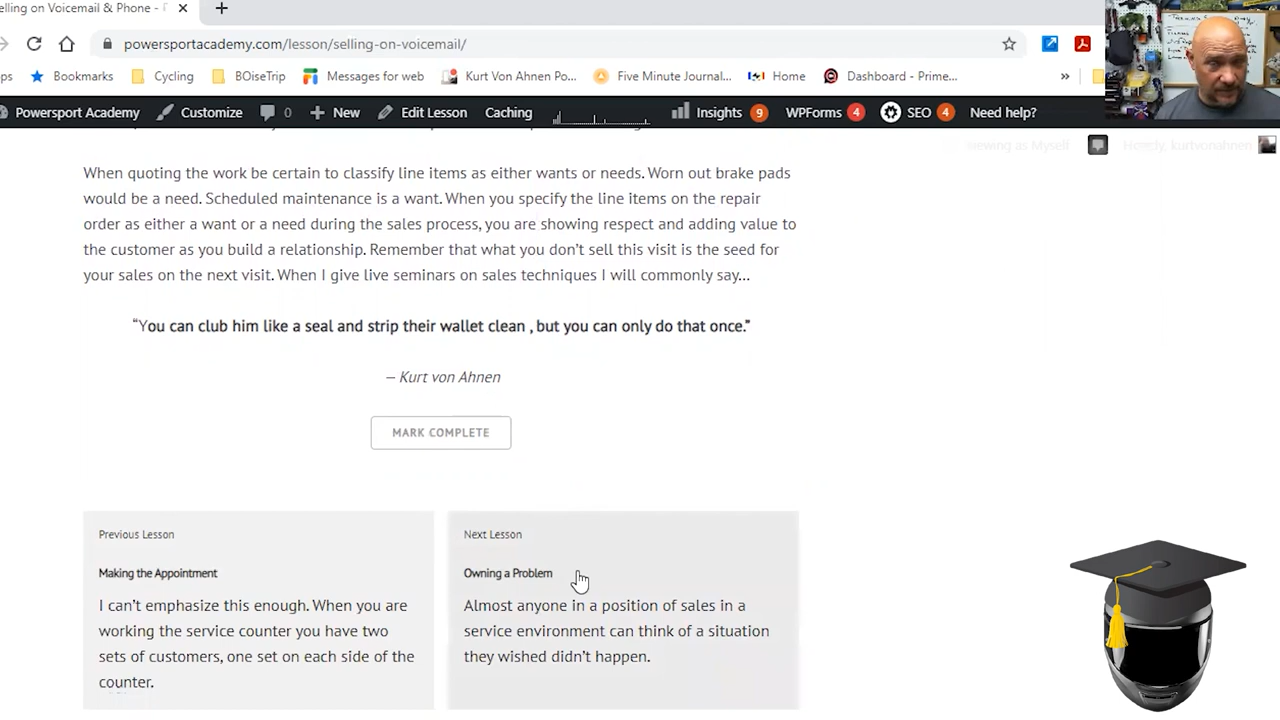 elling on Voicemail & Phone -
powersportacademy.com/lesson/selling-on-voicemail/
ps Bookmarks Cycling BOiseTrip Messages for web Kurt Von Ahnen Po... Five Minute Journal... Home Dashboard - Prime... »
Powersport Academy Customize 0 New Edit Lesson Caching Insights 9 WPForms 4 SEO 4 Need help?
iewing as Myself Howdy, kurtvonahnen
When quoting the work be certain to classify line items as either wants or needs. Worn out brake pads
would be a need. Scheduled maintenance is a want. When you specify the line items on the repair
order as either a want or a need during the sales process, you are showing respect and adding value to
the customer as you build a relationship. Remember that what you don’t sell this visit is the seed for
your sales on the next visit. When I give live seminars on sales techniques I will commonly say...
“You can club him like a seal and strip their wallet clean , but you can only do that once.”
– Kurt von Ahnen
MARK COMPLETE
Previous Lesson
Making the Appointment
I can’t emphasize this enough. When you are
working the service counter you have two
sets of customers, one set on each side of the
counter.
Next Lesson
Owning a Problem
Almost anyone in a position of sales in a
service environment can think of a situation
they wished didn’t happen.